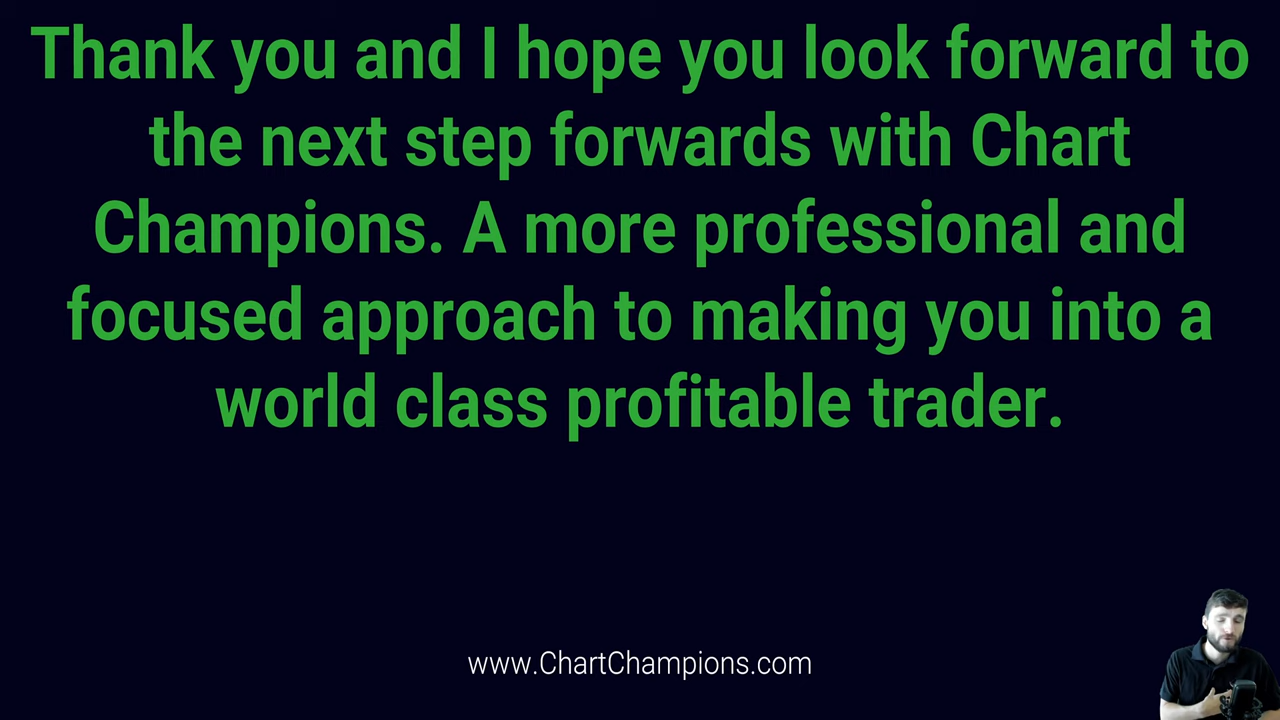 Thank you and I hope you look forward to
the next step forwards with Chart
Champions. A more professional and
focused approach to making you into a
world class profitable trader.
www.ChartChampions.com